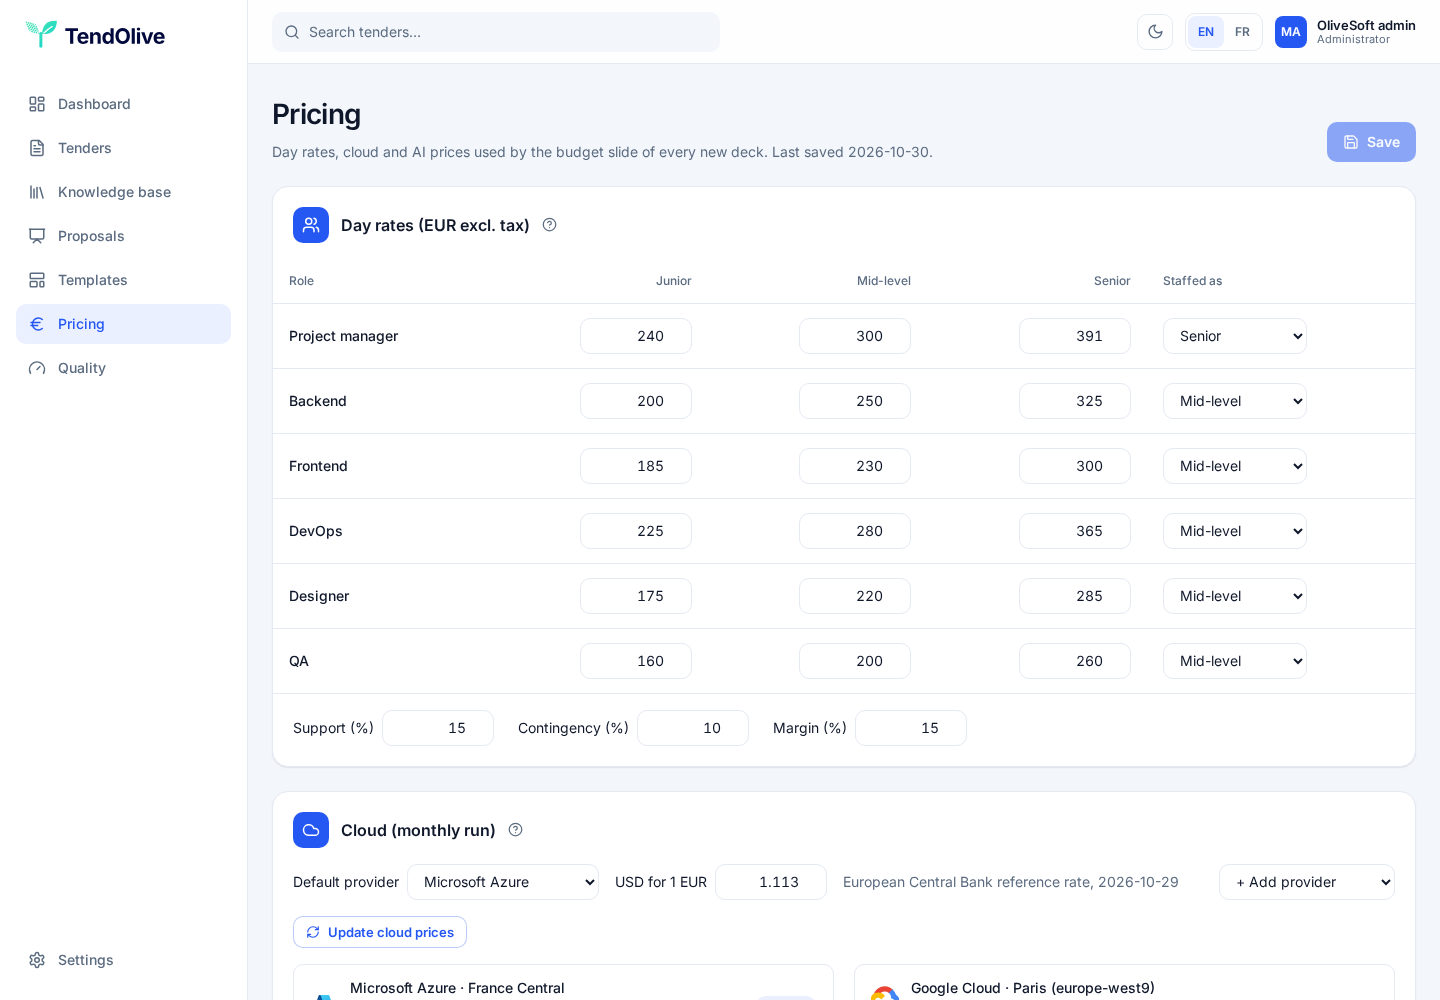 TendOlive
Search tenders...
EN FR
MA
OliveSoft admin
Administrator
Dashboard
Tenders
Knowledge base
Proposals
Templates
Pricing
Quality
Settings
Pricing
Day rates, cloud and AI prices used by the budget slide of every new deck. Last saved 2026-10-30.
Save
Day rates (EUR excl. tax)
Role Junior Mid-level Senior Staffed as
Project manager 240 300 391 Senior
Backend 200 250 325 Mid-level
Frontend 185 230 300 Mid-level
DevOps 225 280 365 Mid-level
Designer 175 220 285 Mid-level
QA 160 200 260 Mid-level
Support (%) 15 Contingency (%) 10 Margin (%) 15
Cloud (monthly run)
Default provider Microsoft Azure USD for 1 EUR 1.113 European Central Bank reference rate, 2026-10-29 + Add provider
Update cloud prices
Microsoft Azure · France Central
Google Cloud · Paris (europe-west9)